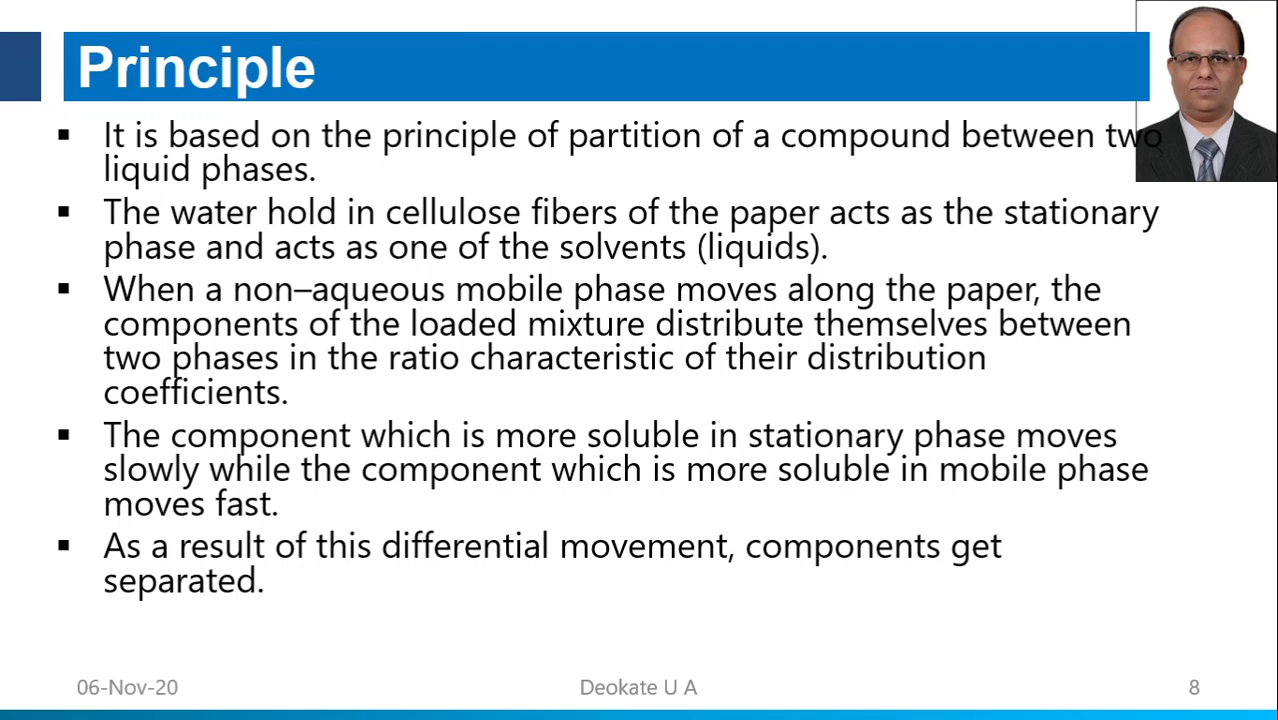 Principle
▪ It is based on the principle of partition of a compound between two
liquid phases.
▪ The water hold in cellulose fibers of the paper acts as the stationary
phase and acts as one of the solvents (liquids).
▪ When a non–aqueous mobile phase moves along the paper, the
components of the loaded mixture distribute themselves between
two phases in the ratio characteristic of their distribution
coefficients.
▪ The component which is more soluble in stationary phase moves
slowly while the component which is more soluble in mobile phase
moves fast.
▪ As a result of this differential movement, components get
separated.
06-Nov-20 Deokate U A 8